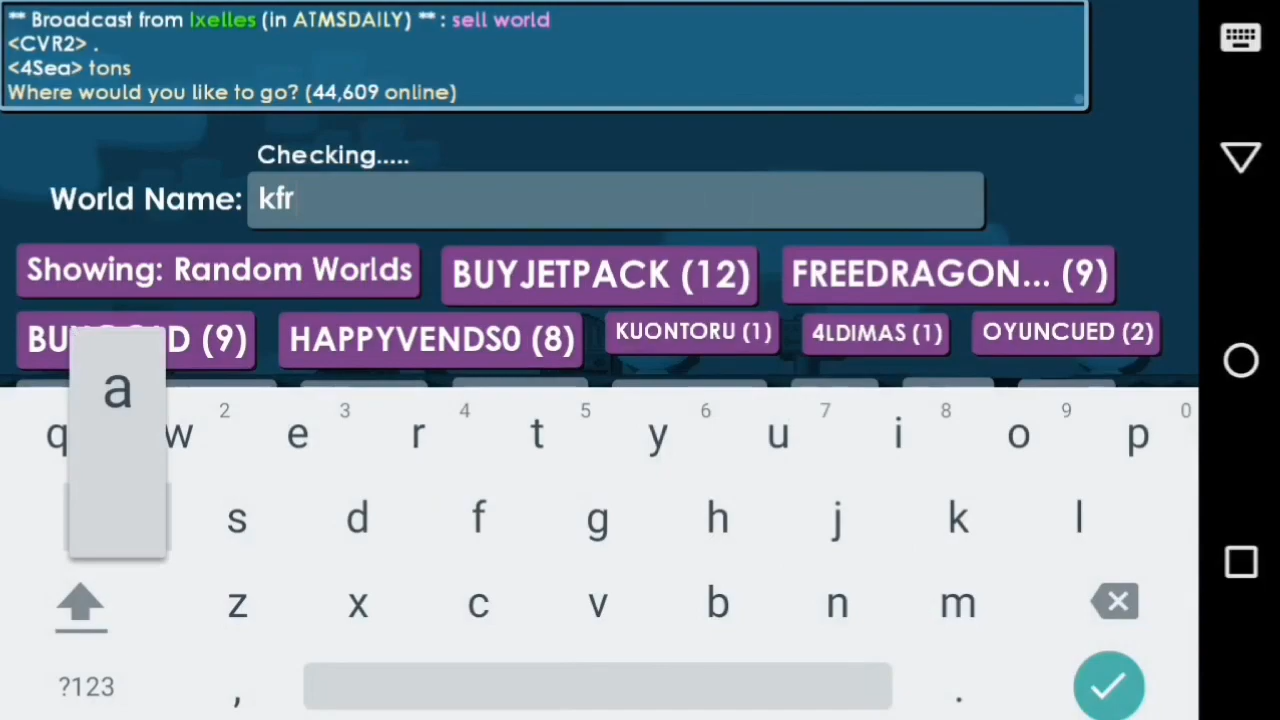 ** Broadcast from Ixelles (in ATMSDAILY) ** : sell world
<CVR2> .
<4Sea> tons
Where would you like to go? (44,609 online)
Checking.....
World Name: kfr
Showing: Random Worlds BUYJETPACK (12) FREEDRAGON... (9)
HAPPYVENDS0 (8) KUONTORU (1) 4LDIMAS (1) OYUNCUED (2)
a
2 3 4 5 6 7 8 9 0
q w e r t y u i o p
s d f g h j k l
z x c v b n m
?123 , .